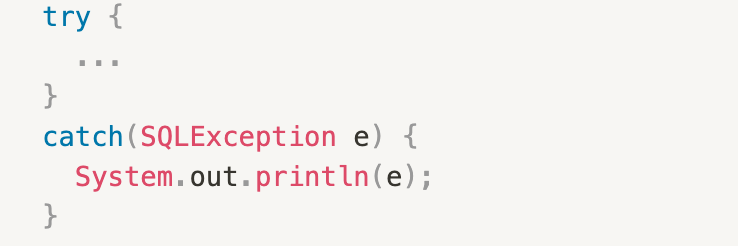 try {
  ...
}
catch(SQLException e) {
  System.out.println(e);
}